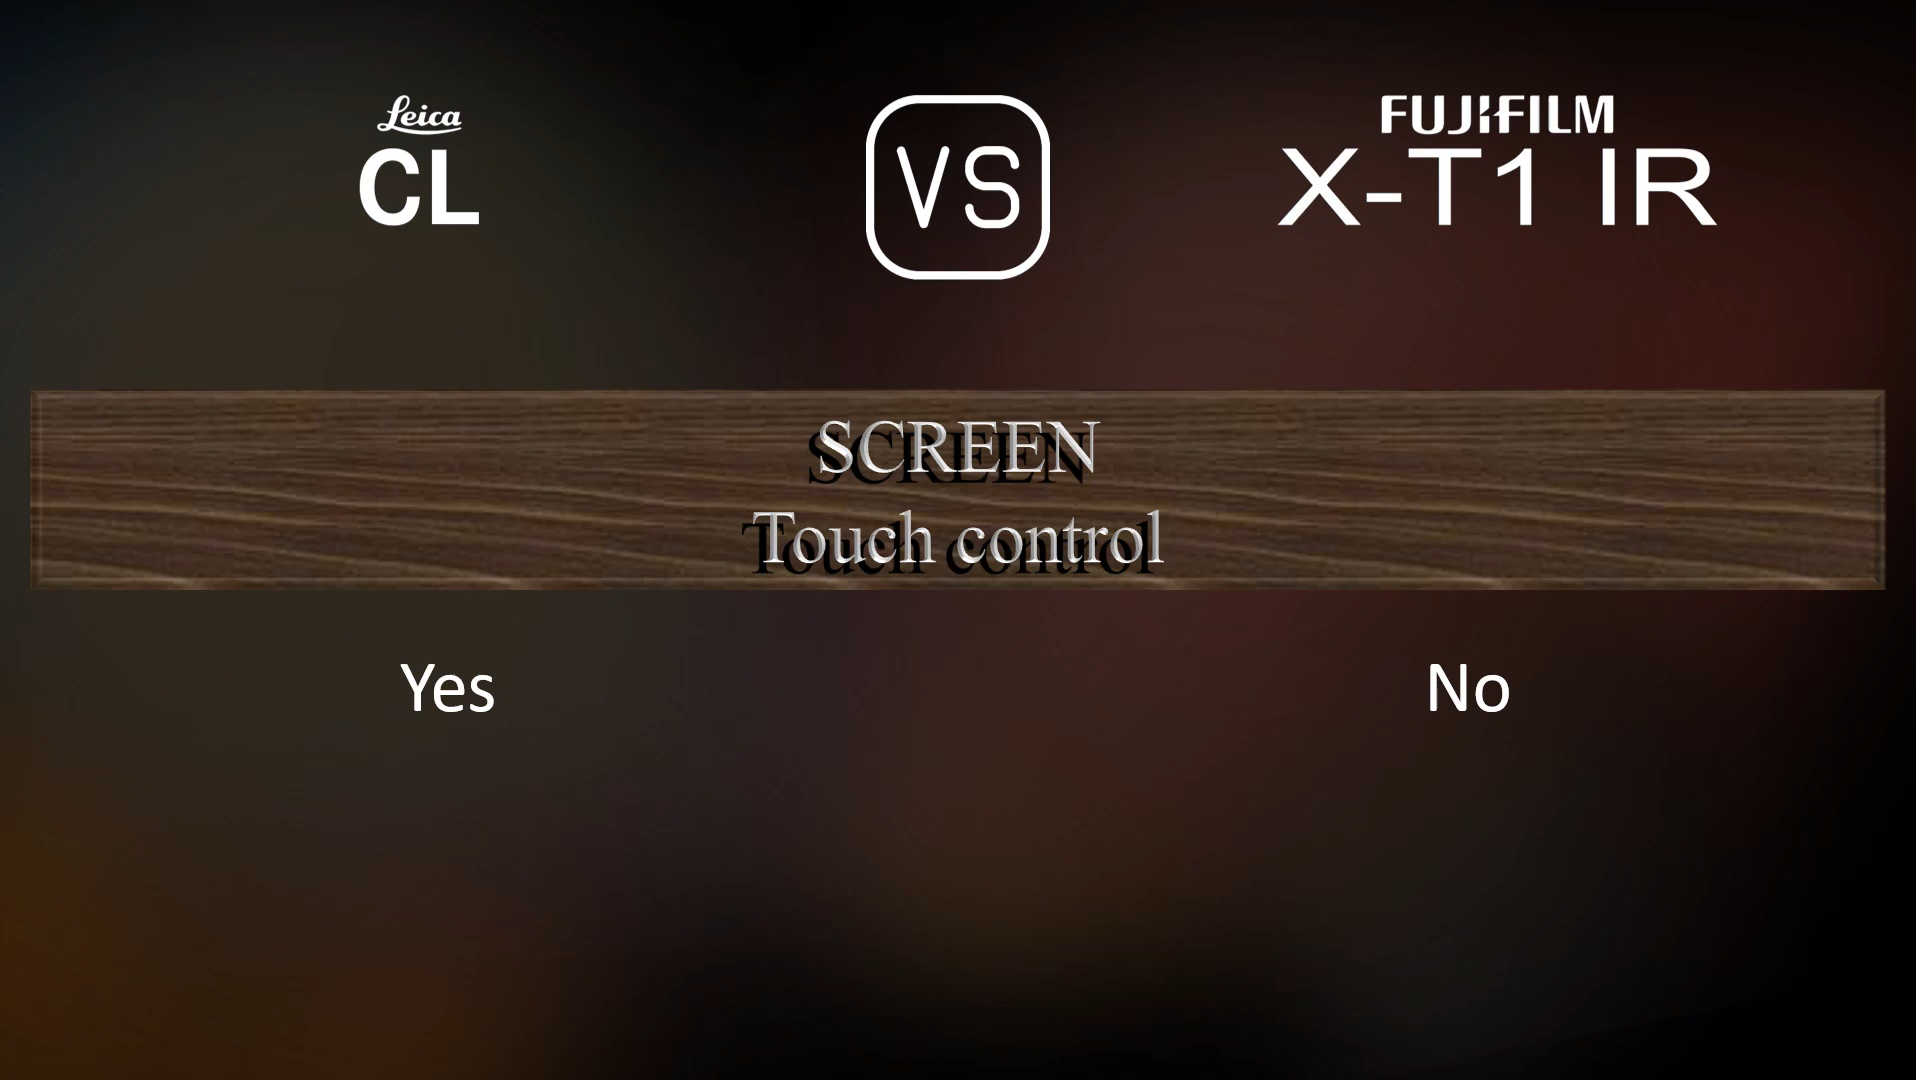 Leica
CL
VS
FUJIFILM
X-T1 IR
SCREEN
Touch control
Yes
No